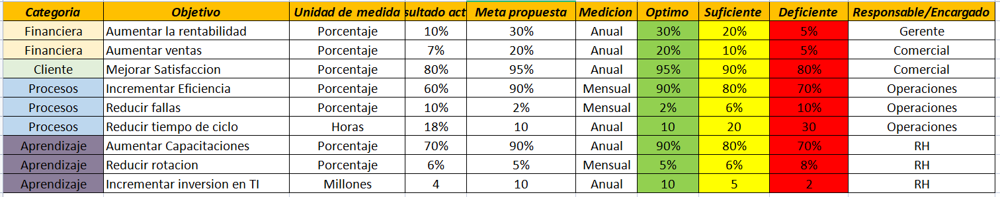 Categoria Objetivo Unidad de medida sultado act Meta propuesta Medicion Optimo Suficiente Deficiente Responsable/Encargado
Financiera Aumentar la rentabilidad Porcentaje 10% 30% Anual 30% 20% 5% Gerente
Financiera Aumentar ventas Porcentaje 7% 20% Anual 20% 10% 5% Comercial
Cliente Mejorar Satisfaccion Porcentaje 80% 95% Anual 95% 90% 80% Comercial
Procesos Incrementar Eficiencia Porcentaje 60% 90% Mensual 90% 80% 70% Operaciones
Procesos Reducir fallas Porcentaje 10% 2% Mensual 2% 6% 10% Operaciones
Procesos Reducir tiempo de ciclo Horas 18% 10 Anual 10 20 30 Operaciones
Aprendizaje Aumentar Capacitaciones Porcentaje 70% 90% Anual 90% 80% 70% RH
Aprendizaje Reducir rotacion Porcentaje 6% 5% Mensual 5% 6% 8% RH
Aprendizaje Incrementar inversion en TI Millones 4 10 Anual 10 5 2 RH